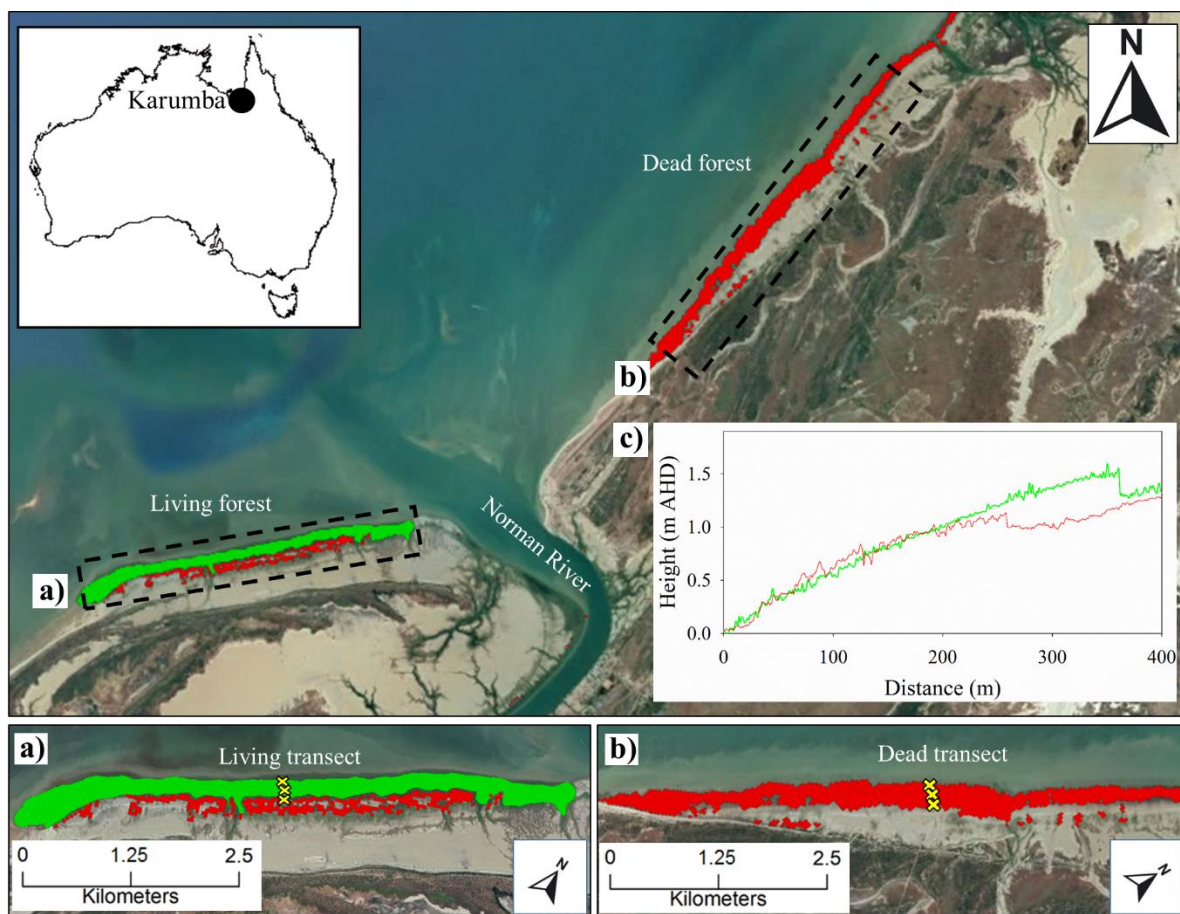 Karumba
N
Dead forest
b)
c)
Living forest
Norman River
a)
1.5
1.0
0.5
0.0
Height (m AHD)
0
100
200
300
400
Distance (m)
a)
Living transect
0
1.25
2.5
Kilometers
N
b)
Dead transect
0
1.25
2.5
Kilometers
N